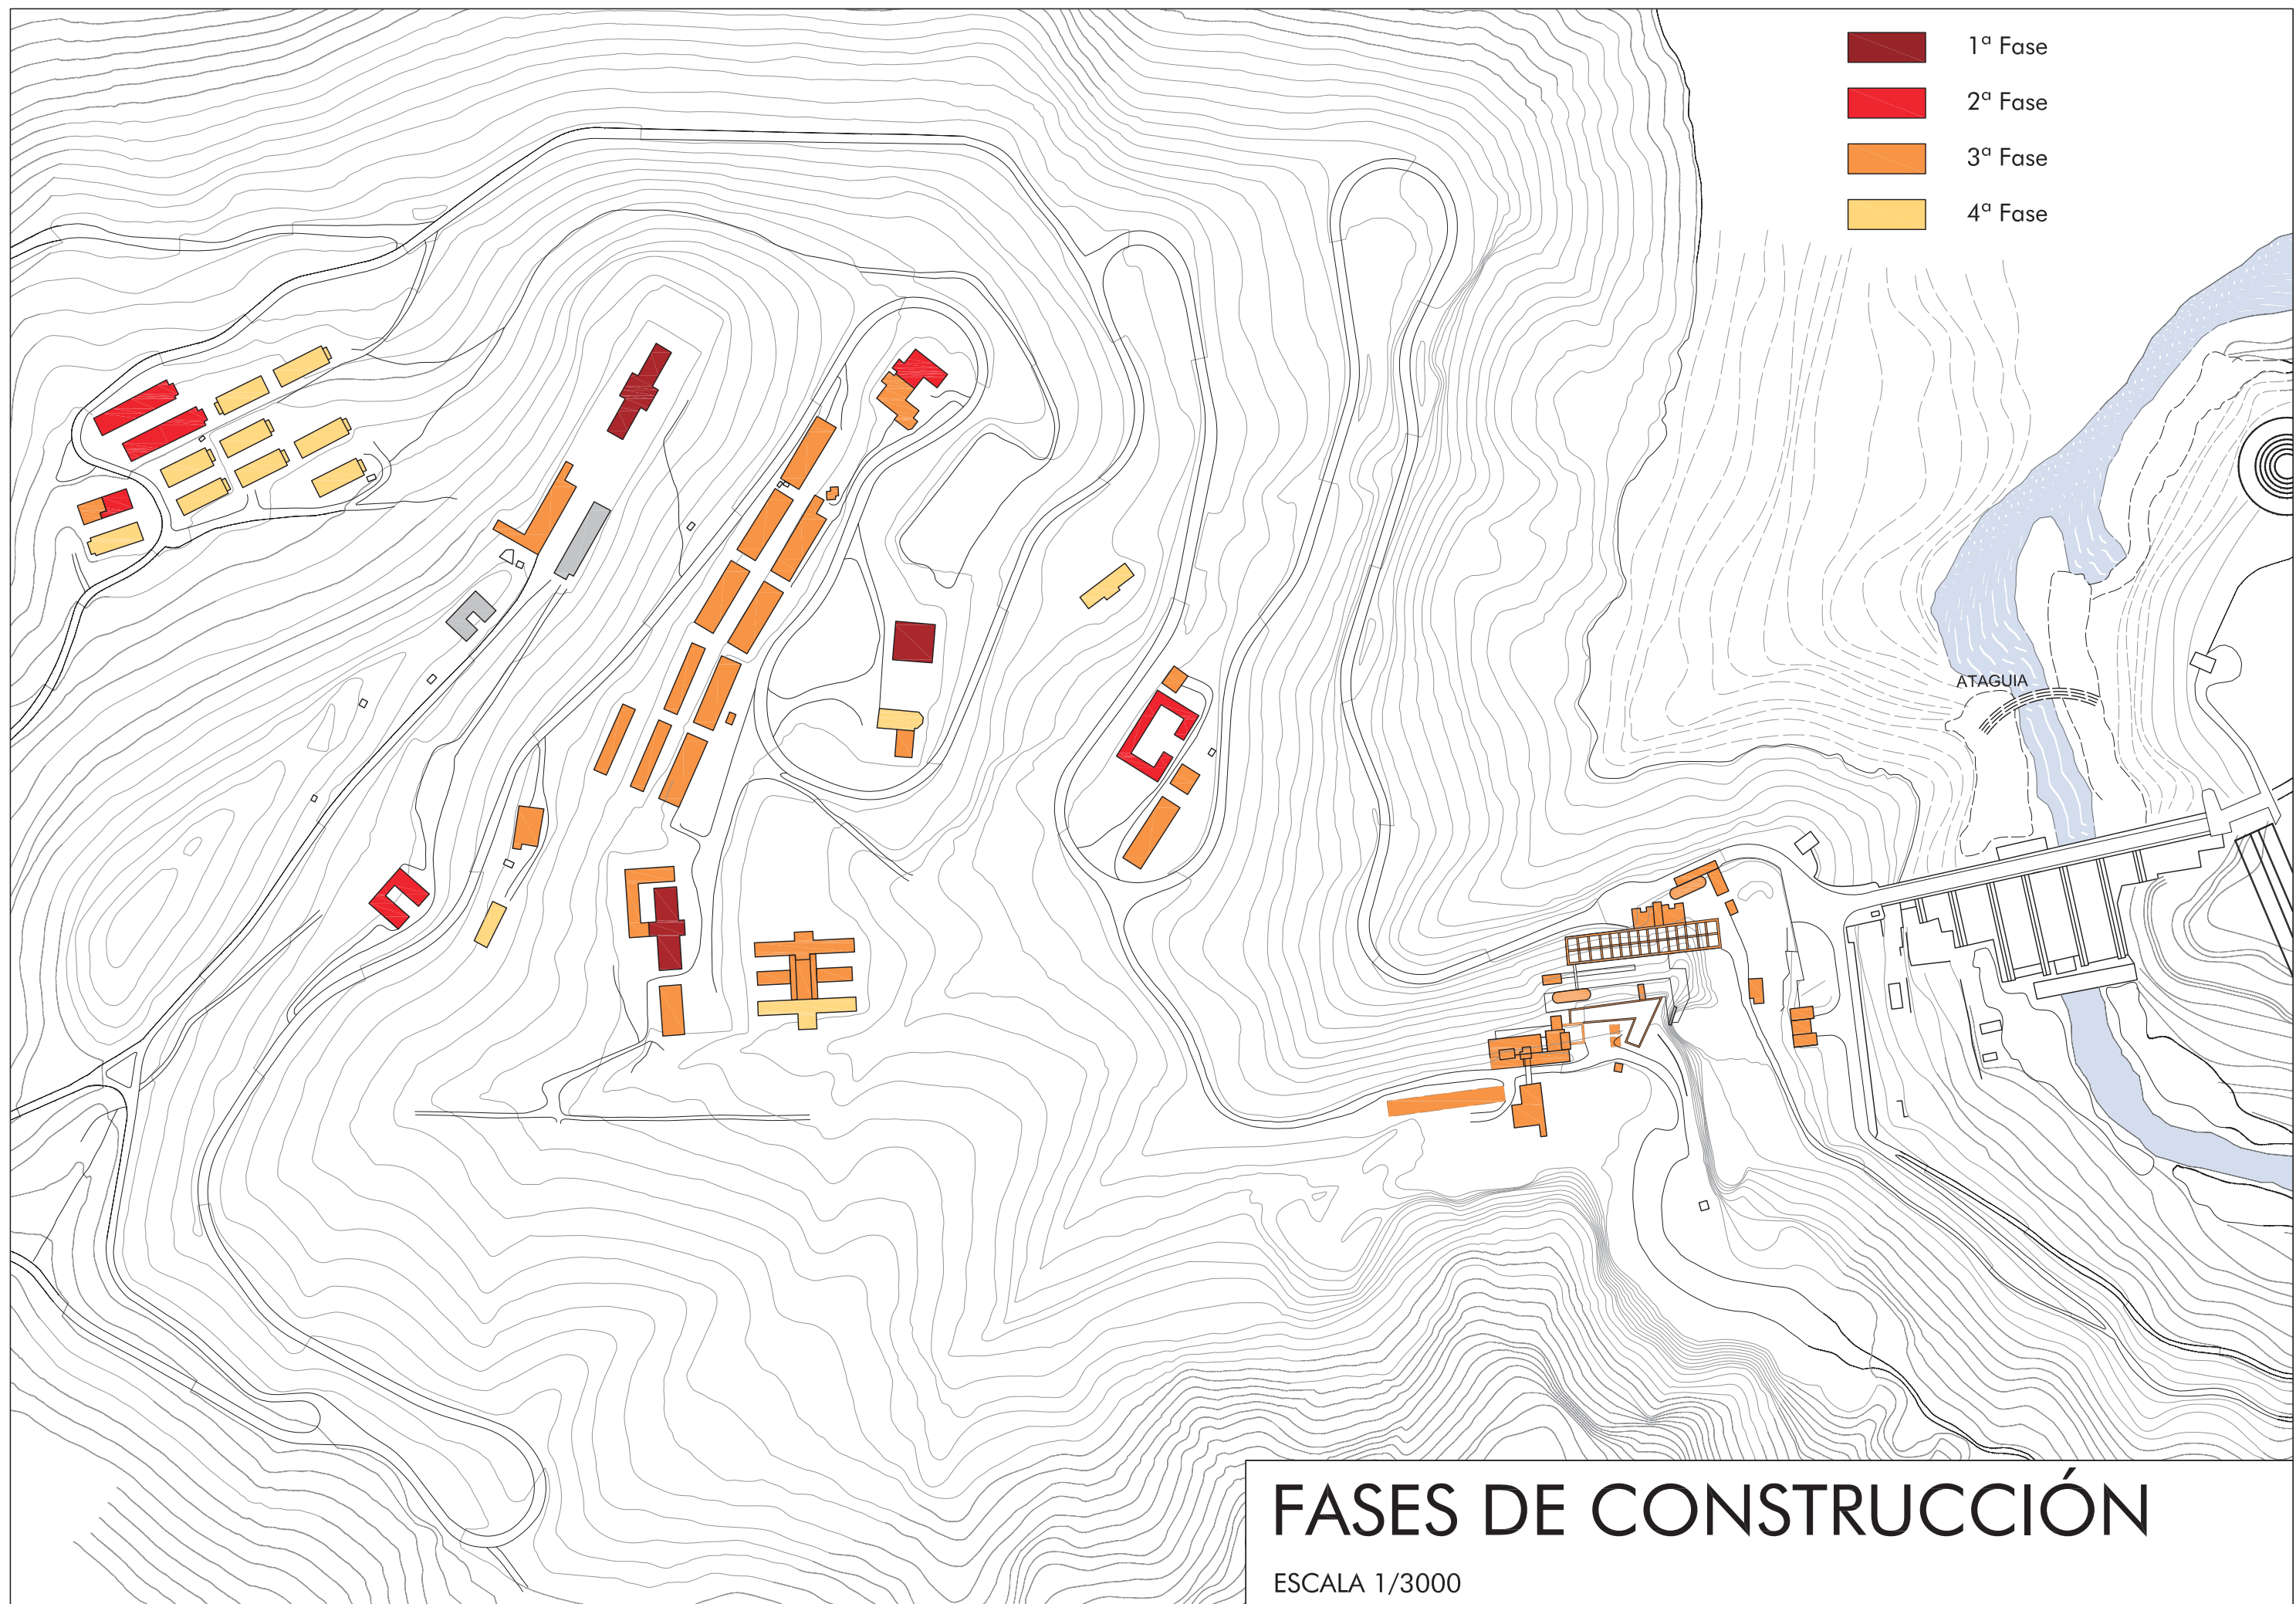 1ª Fase
2ª Fase
3ª Fase
4ª Fase
ATAGUIA
FASES DE CONSTRUCCIÓN
ESCALA 1/3000